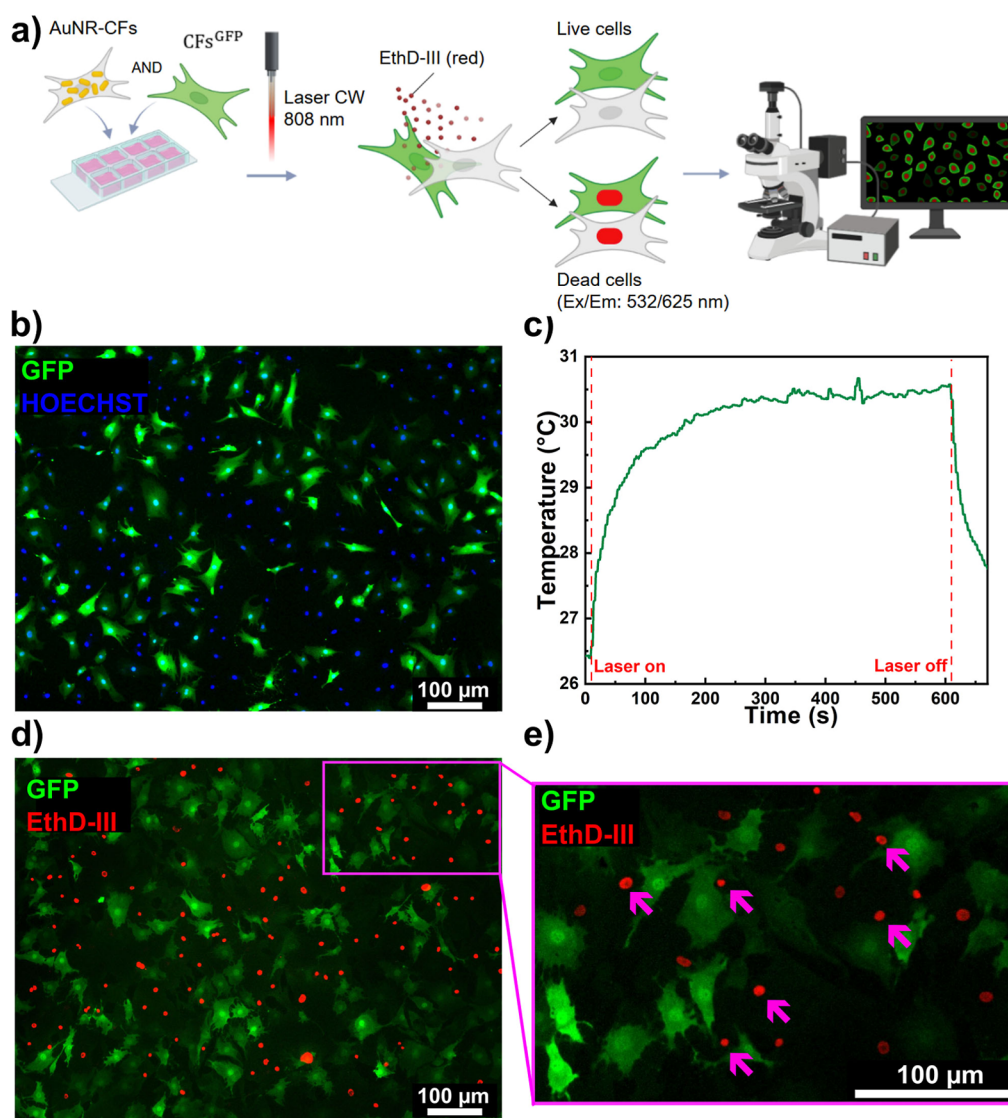 a)
AuNR-CFs
AND
CFsGFP
Laser CW
808 nm
EthD-III (red)
Live cells
Dead cells
(Ex/Em: 532/625 nm)
b)
GFP
HOECHST
100 µm
c)
Temperature (°C)
31
30
29
28
27
26
Laser on
Laser off
0
100
200
300
400
500
600
Time (s)
d)
GFP
EthD-III
100 µm
e)
GFP
EthD-III
100 µm